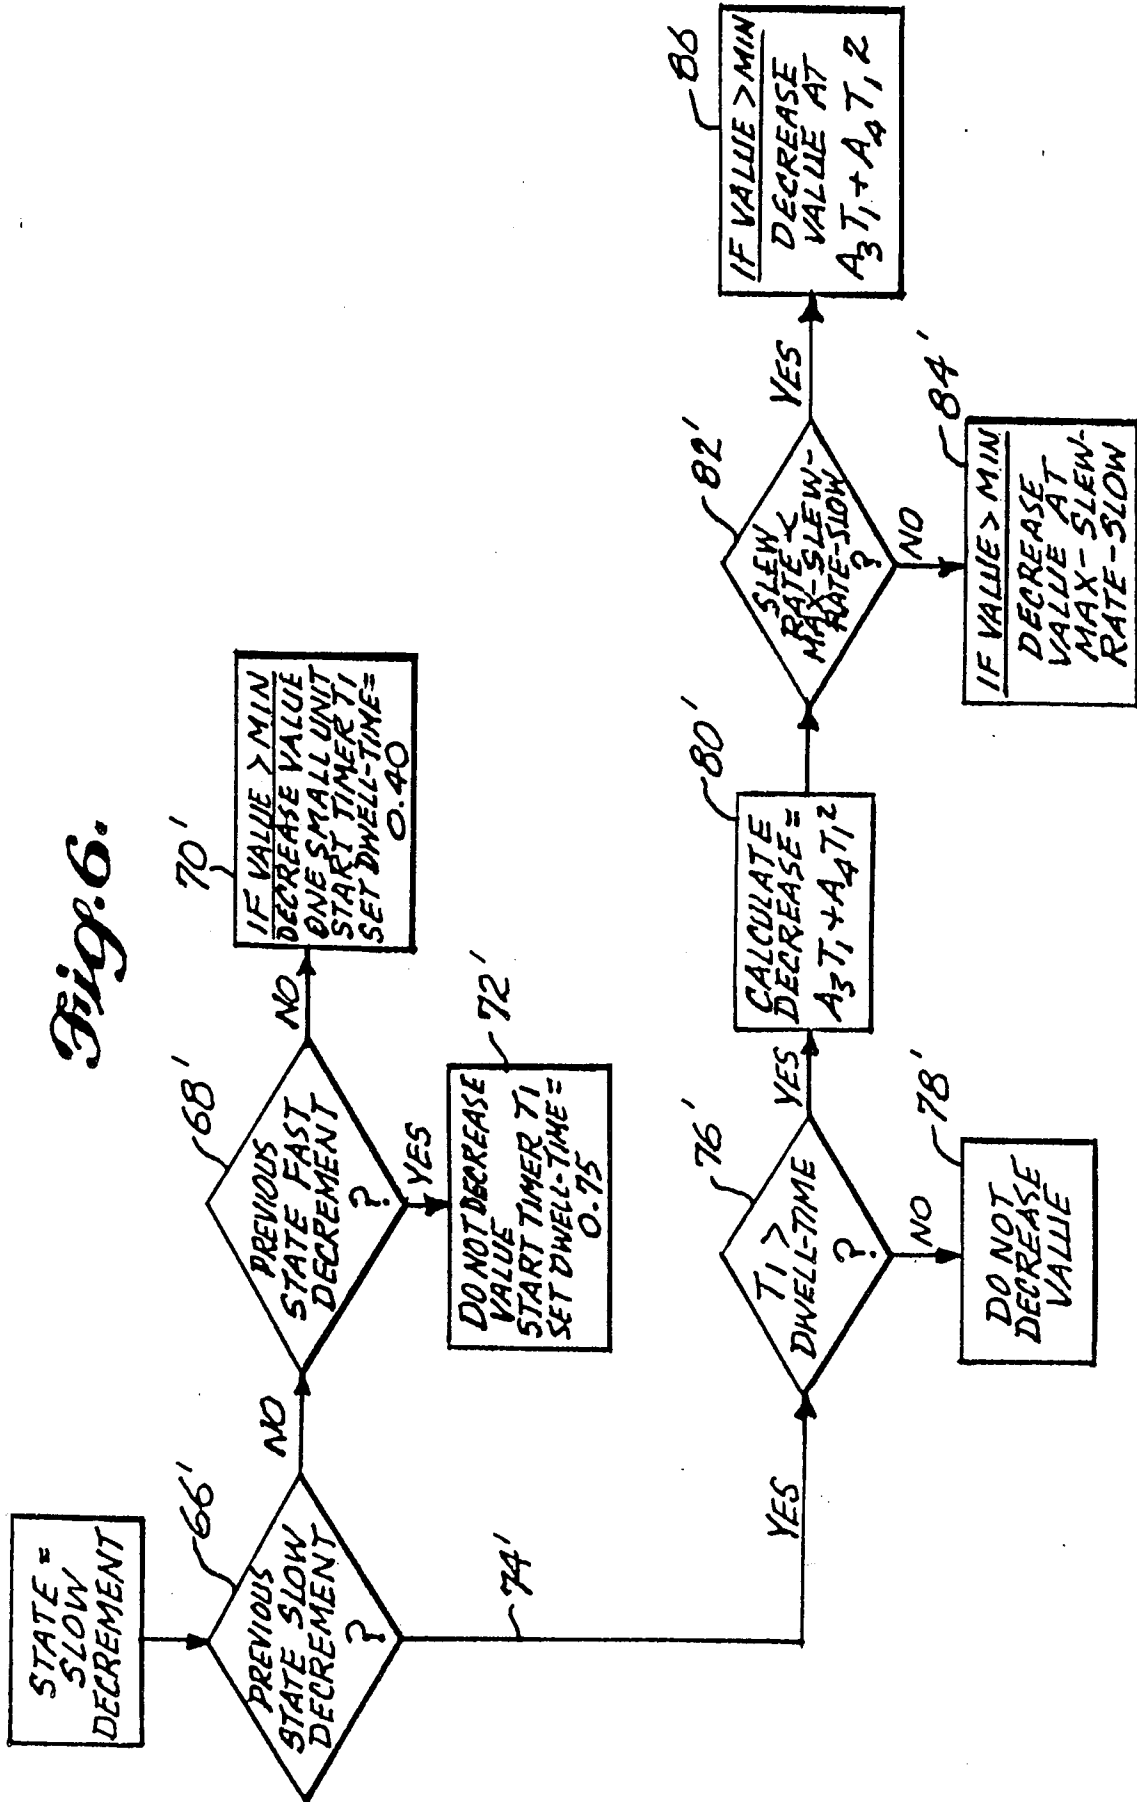 Fig. 6.
STATE =
SLOW
DECREMENT
66'
PREVIOUS
STATE SLOW
DECREMENT
?
NO
68'
PREVIOUS
STATE FAST
DECREMENT
?
NO
70'
IF VALUE > MIN
DECREASE VALUE
ONE SMALL UNIT
START TIMER T1
SET DWELL-TIME =
0.40
YES
72'
DO NOT DECREASE
VALUE
START TIMER T1
SET DWELL-TIME =
0.75
74'
YES
76'
T1 >
DWELL-TIME
?
NO
78'
DO NOT
DECREASE
VALUE
YES
80'
CALCULATE
DECREASE =
A3T1 + A4T1²
82'
SLEW
RATE <
MAX-SLEW-
RATE-SLOW
?
NO
84'
IF VALUE > MIN
DECREASE
VALUE AT
MAX-SLEW-
RATE-SLOW
YES
86
IF VALUE > MIN
DECREASE
VALUE AT
A3T1 + A4T1 2